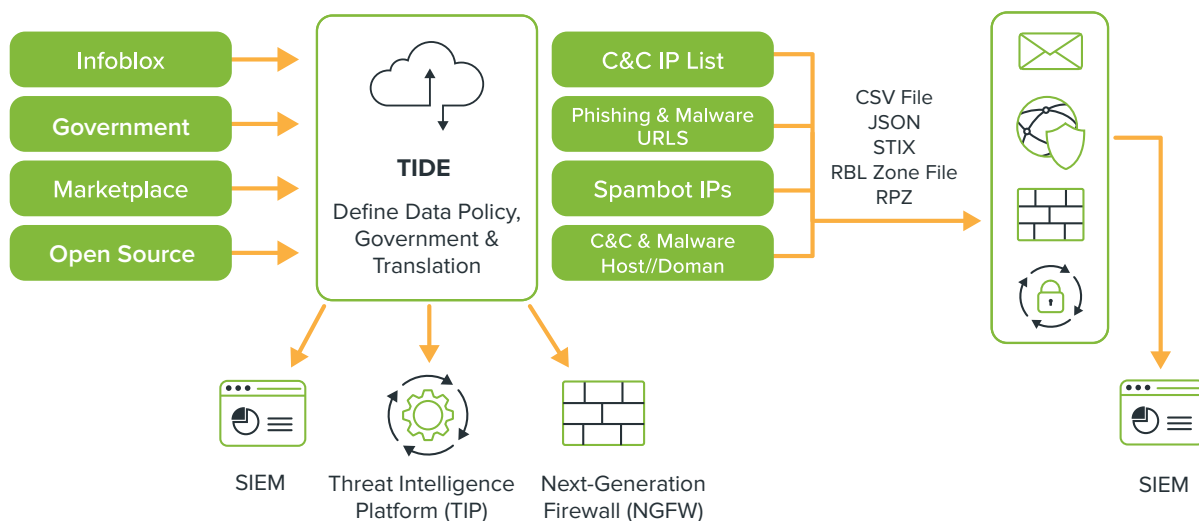 Infoblox
Government
Marketplace
Open Source
TIDE
Define Data Policy,
Government &
Translation
C&C IP List
Phishing & Malware
URLS
Spambot IPs
C&C & Malware
Host//Doman
CSV File
JSON
STIX
RBL Zone File
RPZ
SIEM
Threat Intelligence
Platform (TIP)
Next-Generation
Firewall (NGFW)
SIEM